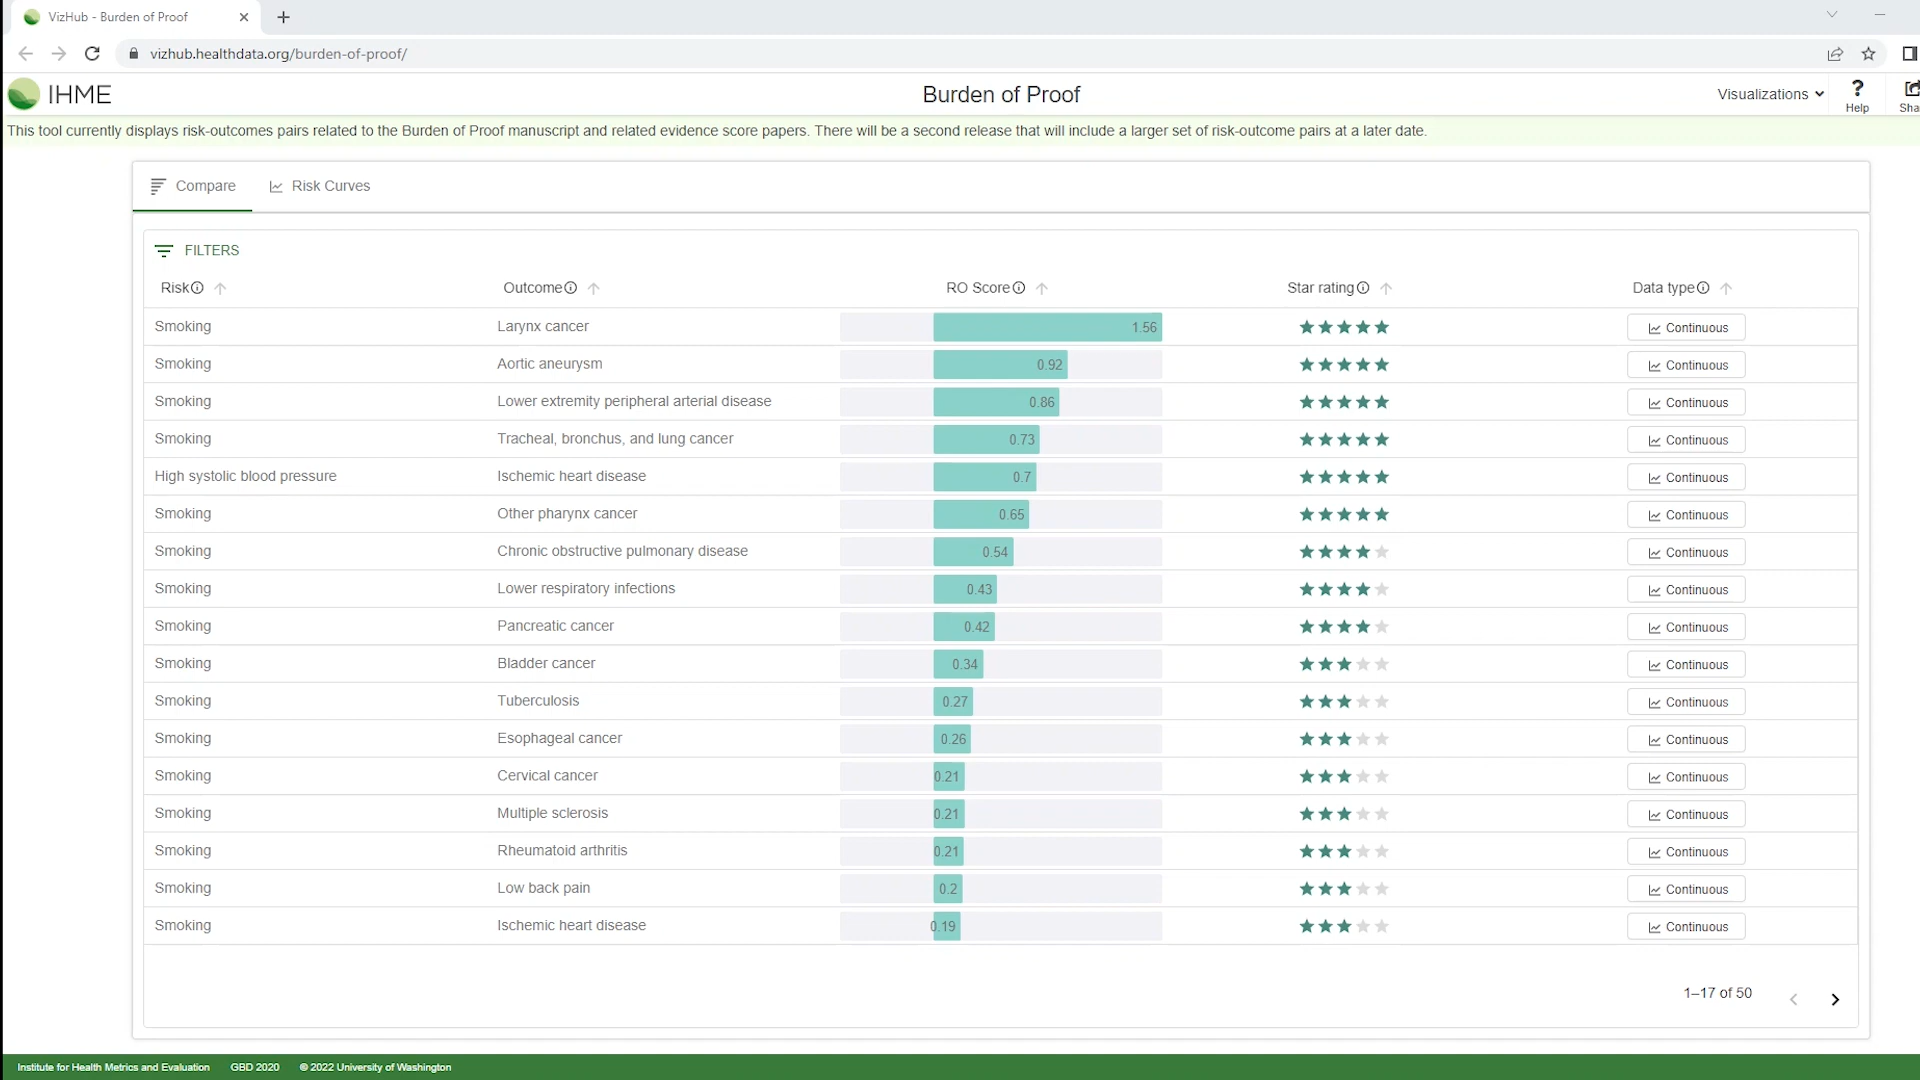 VizHub - Burden of Proof
vizhub.healthdata.org/burden-of-proof/
IHME
Burden of Proof
Visualizations
Help
This tool currently displays risk-outcomes pairs related to the Burden of Proof manuscript and related evidence score papers. There will be a second release that will include a larger set of risk-outcome pairs at a later date.
Compare Risk Curves
FILTERS
Risk Outcome RO Score Star rating Data type
Smoking Larynx cancer 1.56 Continuous
Smoking Aortic aneurysm 0.92 Continuous
Smoking Lower extremity peripheral arterial disease 0.86 Continuous
Smoking Tracheal, bronchus, and lung cancer 0.73 Continuous
High systolic blood pressure Ischemic heart disease 0.7 Continuous
Smoking Other pharynx cancer 0.65 Continuous
Smoking Chronic obstructive pulmonary disease 0.54 Continuous
Smoking Lower respiratory infections 0.43 Continuous
Smoking Pancreatic cancer 0.42 Continuous
Smoking Bladder cancer 0.34 Continuous
Smoking Tuberculosis 0.27 Continuous
Smoking Esophageal cancer 0.26 Continuous
Smoking Cervical cancer 0.21 Continuous
Smoking Multiple sclerosis 0.21 Continuous
Smoking Rheumatoid arthritis 0.21 Continuous
Smoking Low back pain 0.2 Continuous
Smoking Ischemic heart disease 0.19 Continuous
1–17 of 50
Institute for Health Metrics and Evaluation GBD 2020 © 2022 University of Washington